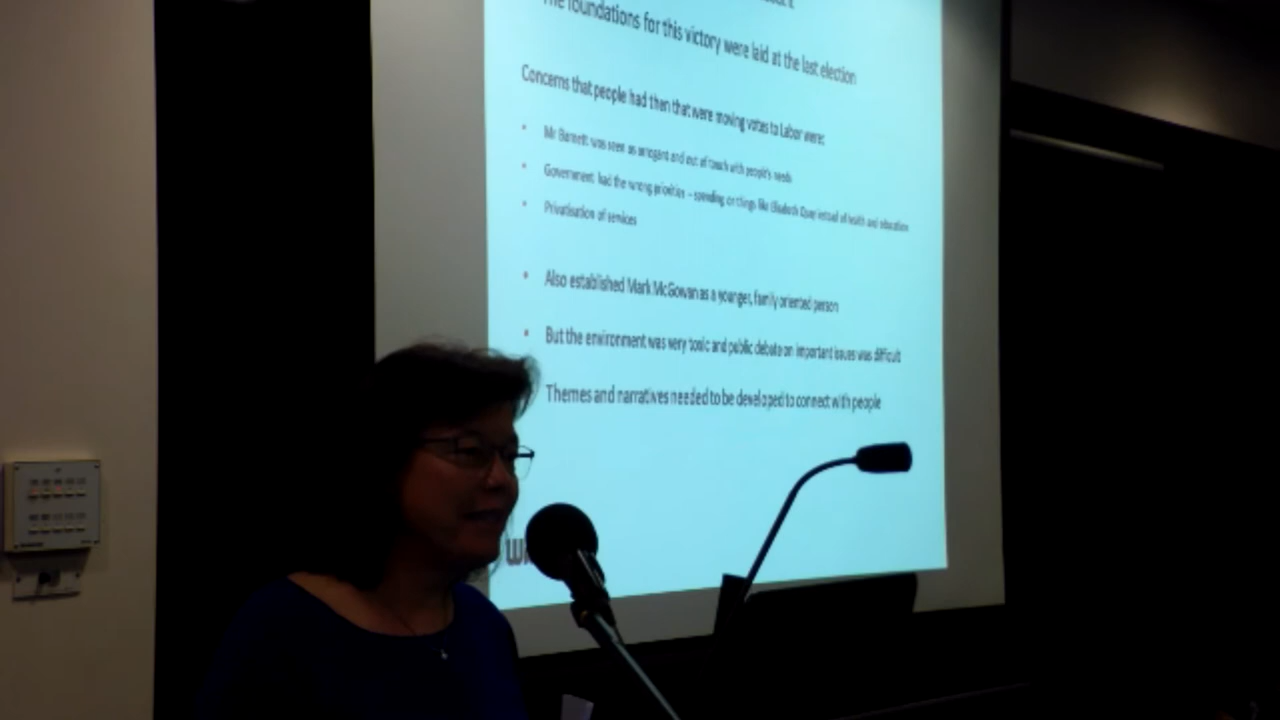 The foundations for this victory were laid at the last election
Concerns that people had then that were moving votes to Labor were:
• Mr Barnett was seen as arrogant and out of touch with people's needs
• Government had the wrong priorities – spending on things like Elizabeth Quay instead of health and education
• Privatisation of services
• Also established Mark McGowan as a younger, family oriented person
• But the environment was very toxic and public debate on important issues was difficult
Themes and narratives needed to be developed to connect with people